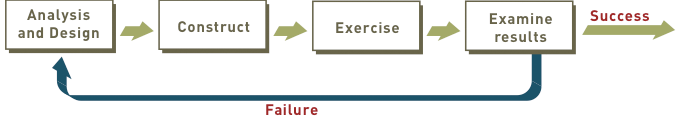 Analysis
and Design
Construct
Exercise
Examine
results
Success
Failure